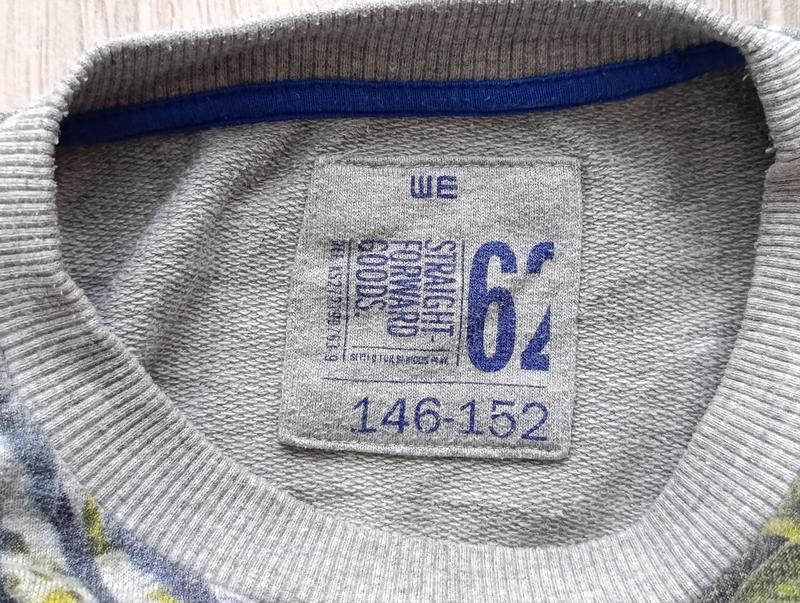 WE
STRAIGHT-
FORWARD
GOODS.
62
146-152